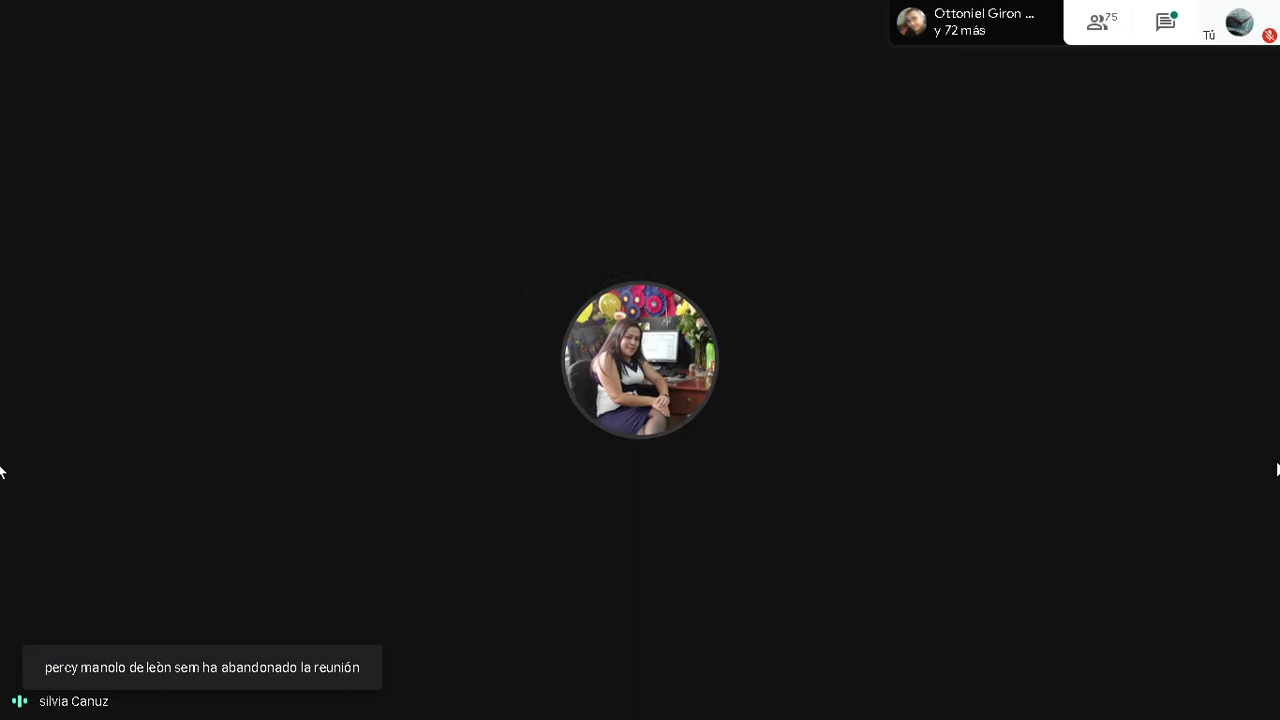 Ottoniel Giron ...
y 72 más
75
Tú
percy manolo de leòn sem ha abandonado la reunión
silvia Canuz